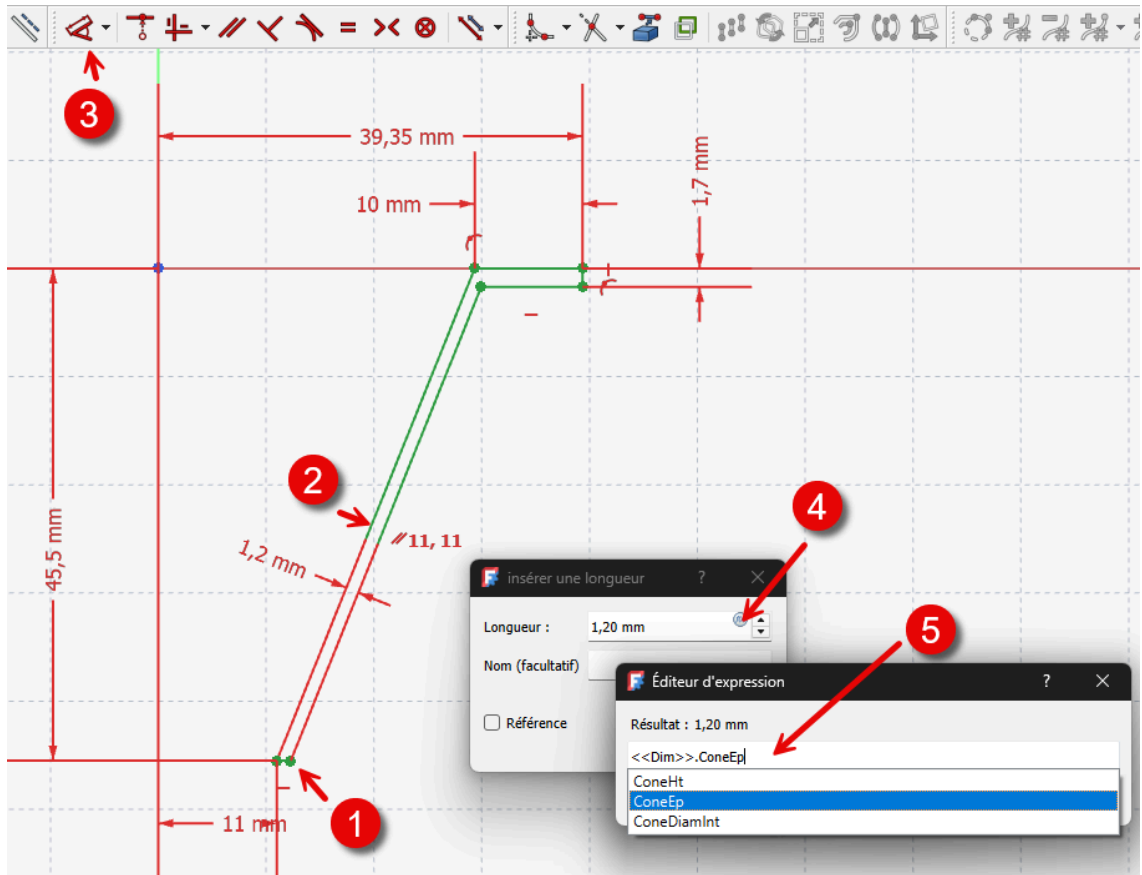 3
39,35 mm
10 mm
1,7 mm
2
45,5 mm
1,2 mm
11, 11
4
insérer une longueur ?
5
Longueur : 1,20 mm
Nom (facultatif)
Éditeur d'expression ?
Référence
Résultat : 1,20 mm
<<Dim>>.ConeEp
ConeHt
ConeEp
ConeDiamInt
1
11 mm